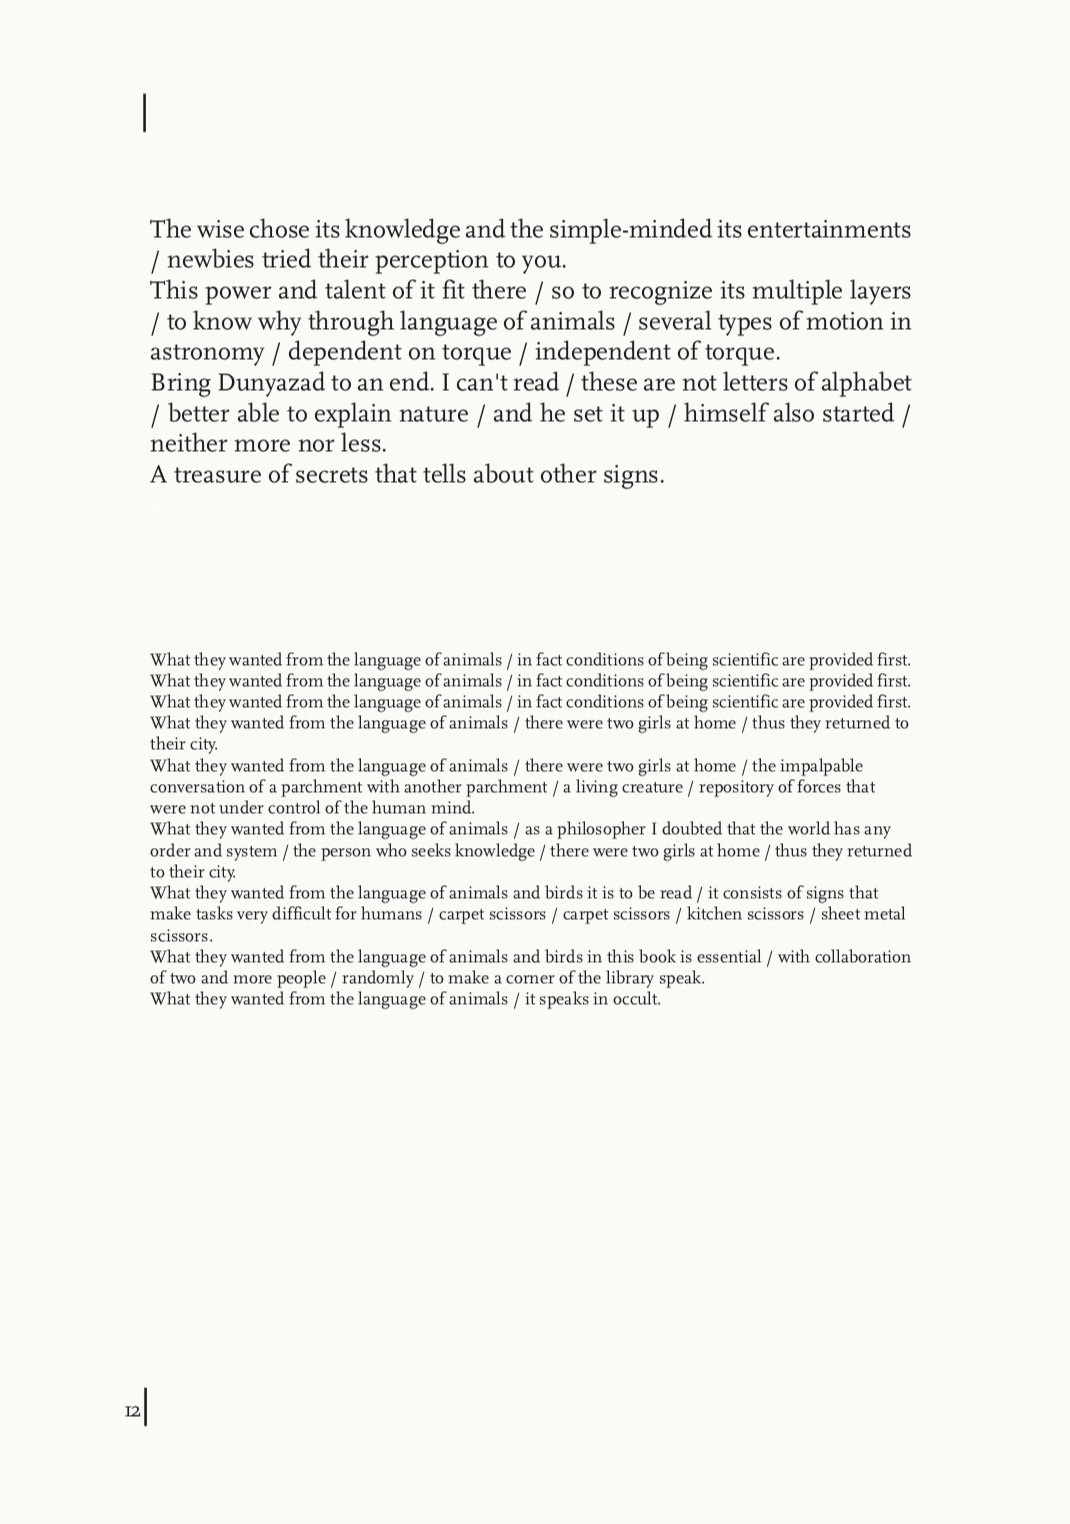 The wise chose its knowledge and the simple-minded its entertainments
/ newbies tried their perception to you.
This power and talent of it fit there / so to recognize its multiple layers
/ to know why through language of animals / several types of motion in
astronomy / dependent on torque / independent of torque.
Bring Dunyazad to an end. I can't read / these are not letters of alphabet
/ better able to explain nature / and he set it up / himself also started /
neither more nor less.
A treasure of secrets that tells about other signs.
What they wanted from the language of animals / in fact conditions of being scientific are provided first.
What they wanted from the language of animals / in fact conditions of being scientific are provided first.
What they wanted from the language of animals / in fact conditions of being scientific are provided first.
What they wanted from the language of animals / there were two girls at home / thus they returned to
their city.
What they wanted from the language of animals / there were two girls at home / the impalpable
conversation of a parchment with another parchment / a living creature / repository of forces that
were not under control of the human mind.
What they wanted from the language of animals / as a philosopher I doubted that the world has any
order and system / the person who seeks knowledge / there were two girls at home / thus they returned
to their city.
What they wanted from the language of animals and birds it is to be read / it consists of signs that
make tasks very difficult for humans / carpet scissors / carpet scissors / kitchen scissors / sheet metal
scissors.
What they wanted from the language of animals and birds in this book is essential / with collaboration
of two and more people / randomly / to make a corner of the library speak.
What they wanted from the language of animals / it speaks in occult.
12